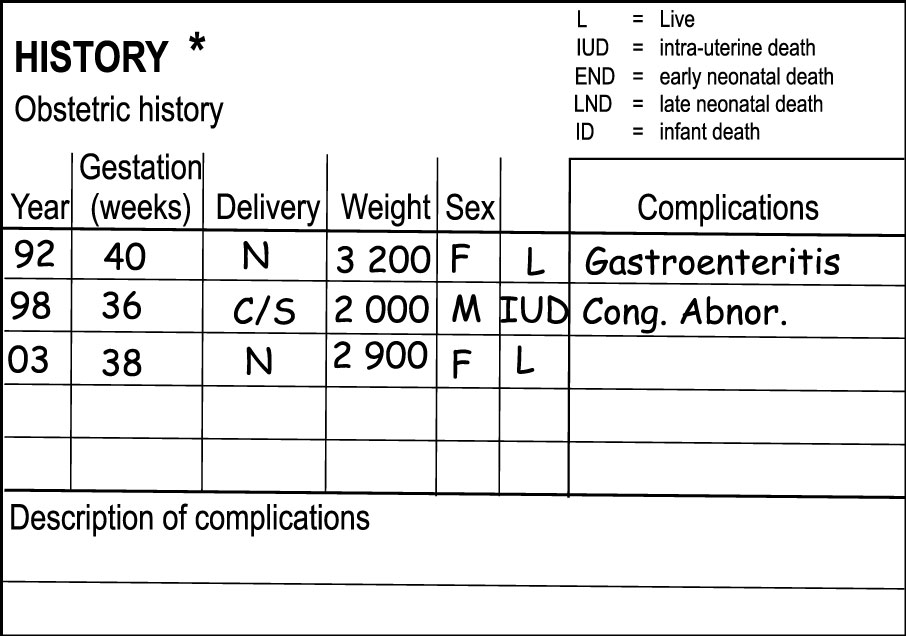 HISTORY *
Obstetric history
L = Live
IUD = intra-uterine death
END = early neonatal death
LND = late neonatal death
ID = infant death
Year Gestation (weeks) Delivery Weight Sex Complications
92 40 N 3 200 F L Gastroenteritis
98 36 C/S 2 000 M IUD Cong. Abnor.
03 38 N 2 900 F L
Description of complications